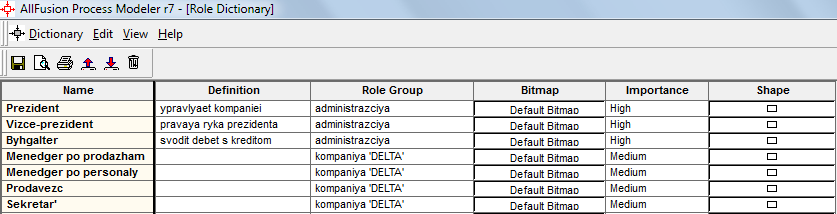 AllFusion Process Modeler r7 - [Role Dictionary]
Dictionary Edit View Help
Name Definition Role Group Bitmap Importance Shape
Prezident ypravlyaet kompaniei administrazciya Default Bitmap High
Vizce-prezident pravaya ryka prezidenta administrazciya Default Bitmap High
Byhgalter svodit debet s kreditom administrazciya Default Bitmap High
Menedger po prodazham kompaniya 'DELTA' Default Bitmap Medium
Menedger po personaly kompaniya 'DELTA' Default Bitmap Medium
Prodavezc kompaniya 'DELTA' Default Bitmap Medium
Sekretar' kompaniya 'DELTA' Default Bitmap Medium